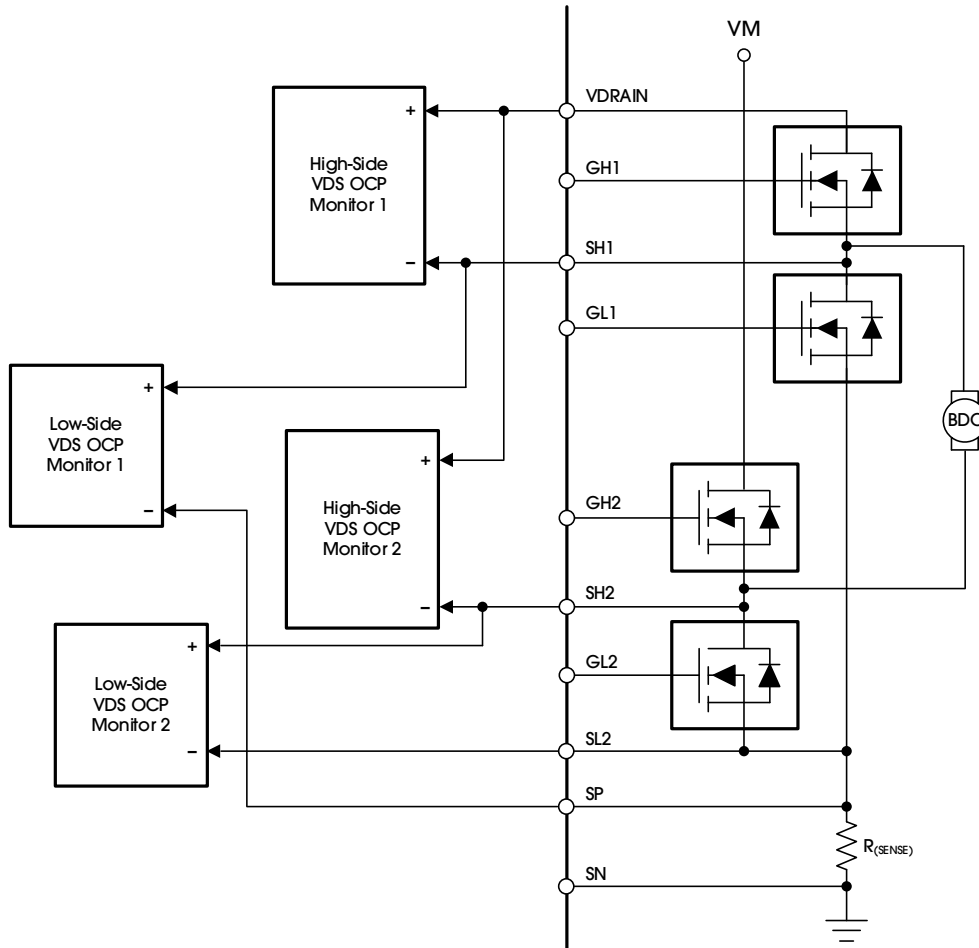 VM
VDRAIN
+
High-Side
VDS OCP
Monitor 1
GH1
–
SH1
GL1
+
Low-Side
VDS OCP
Monitor 1
–
BDC
+
High-Side
VDS OCP
Monitor 2
GH2
–
SH2
+
Low-Side
VDS OCP
Monitor 2
GL2
–
SL2
SP
R(SENSE)
SN